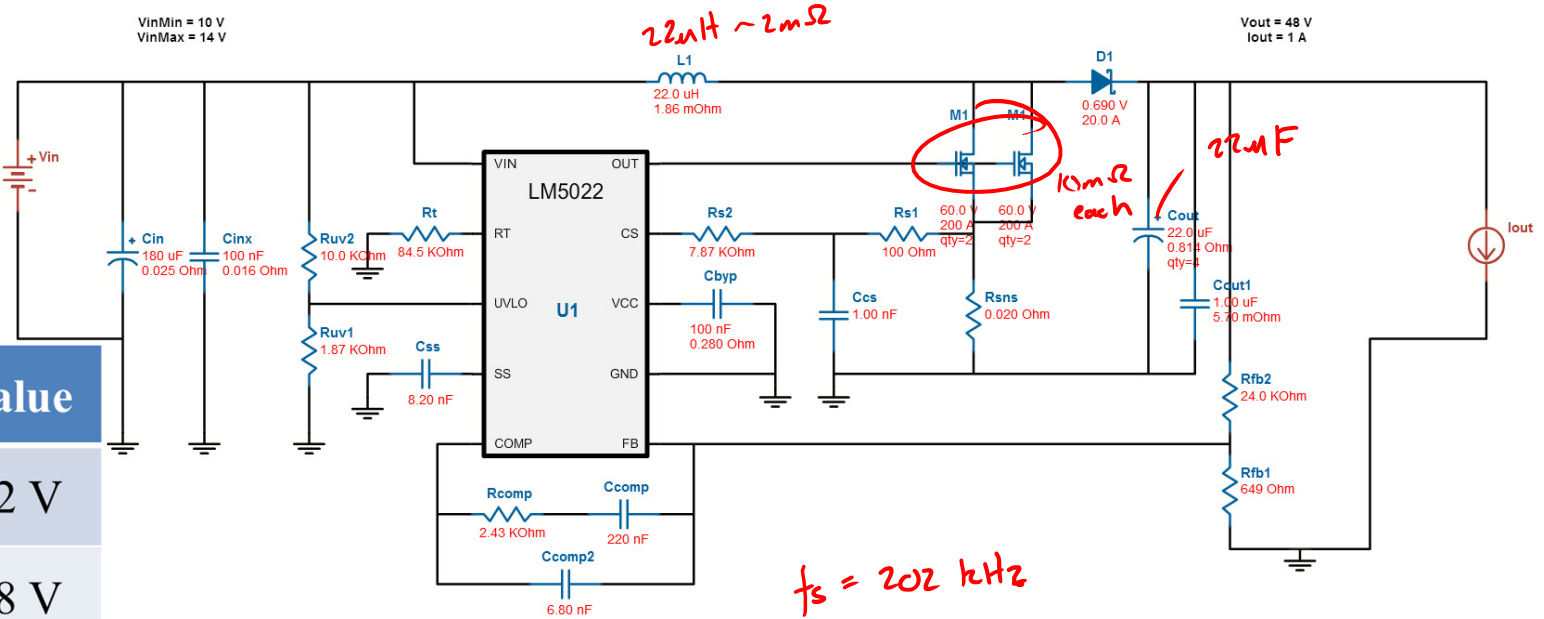 VinMin = 10 V
VinMax = 14 V
22µH ~ 2mΩ
Vout = 48 V
Iout = 1 A
L1
22.0 uH
1.86 mOhm
D1
0.690 V
20.0 A
M1
M1
22µF
10mΩ
each
60.0 V
200 A
qty=2
60.0 V
200 A
qty=2
Vin
+
-
VIN
OUT
LM5022
RT
CS
UVLO
U1
VCC
SS
GND
COMP
FB
Rt
84.5 KOhm
Rs2
7.87 KOhm
Rs1
100 Ohm
Cout
22.0 uF
0.814 Ohm
qty=4
Iout
+
Cin
180 uF
0.025 Ohm
Cinx
100 nF
0.016 Ohm
Ruv2
10.0 KOhm
Cbyp
100 nF
0.280 Ohm
Ccs
1.00 nF
Rsns
0.020 Ohm
Cout1
1.00 uF
5.70 mOhm
Ruv1
1.87 KOhm
Css
8.20 nF
Rfb2
24.0 KOhm
Rfb1
649 Ohm
alue
2 V
8 V
Rcomp
2.43 KOhm
Ccomp
220 nF
Ccomp2
6.80 nF
fs = 202 kHz